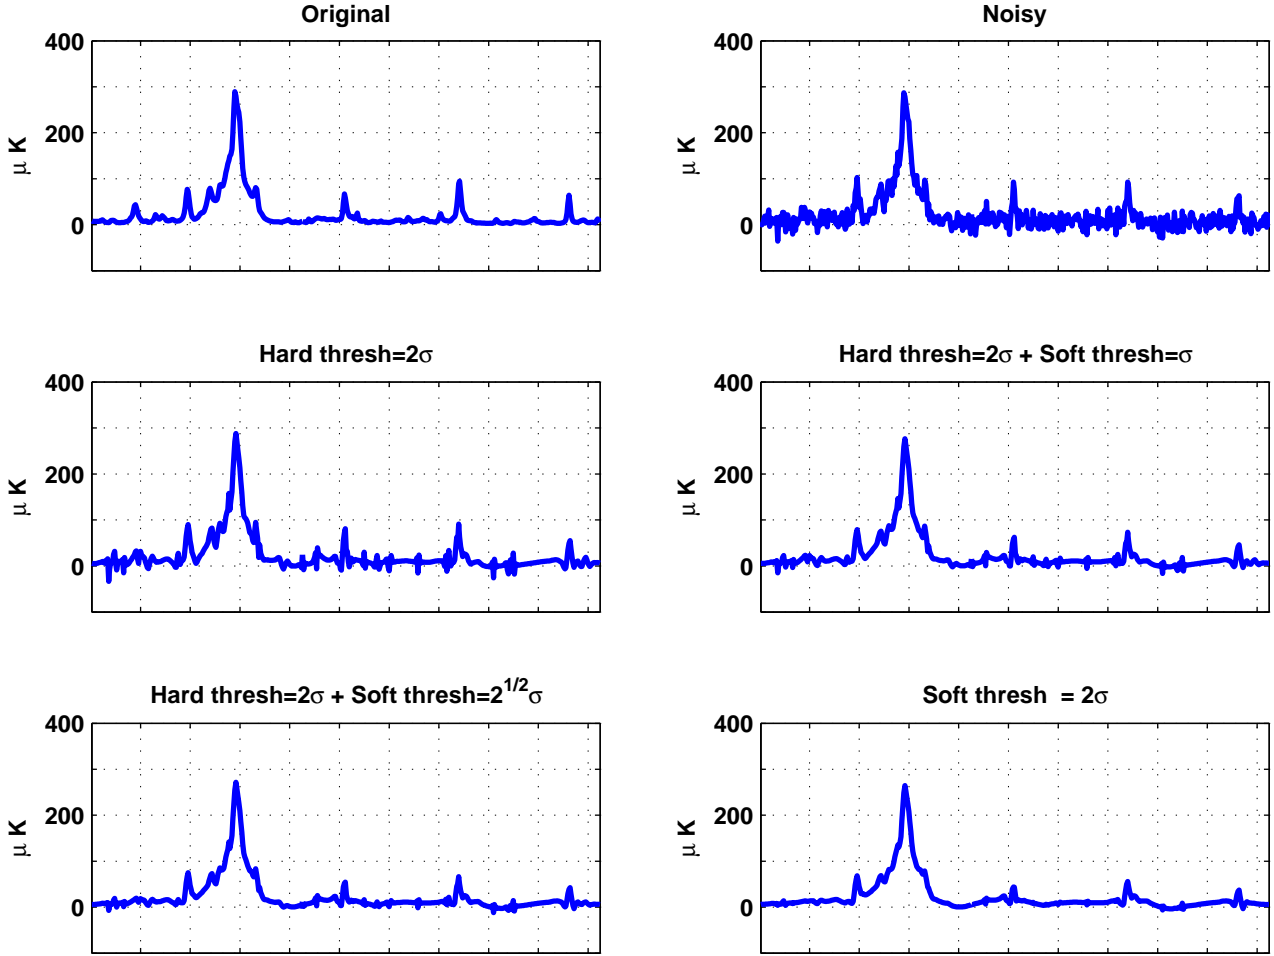 Original
400
200
0
μ K
Noisy
400
200
0
μ K
Hard thresh=2σ
400
200
0
μ K
Hard thresh=2σ + Soft thresh=σ
400
200
0
μ K
Hard thresh=2σ + Soft thresh=2^1/2σ
400
200
0
μ K
Soft thresh = 2σ
400
200
0
μ K